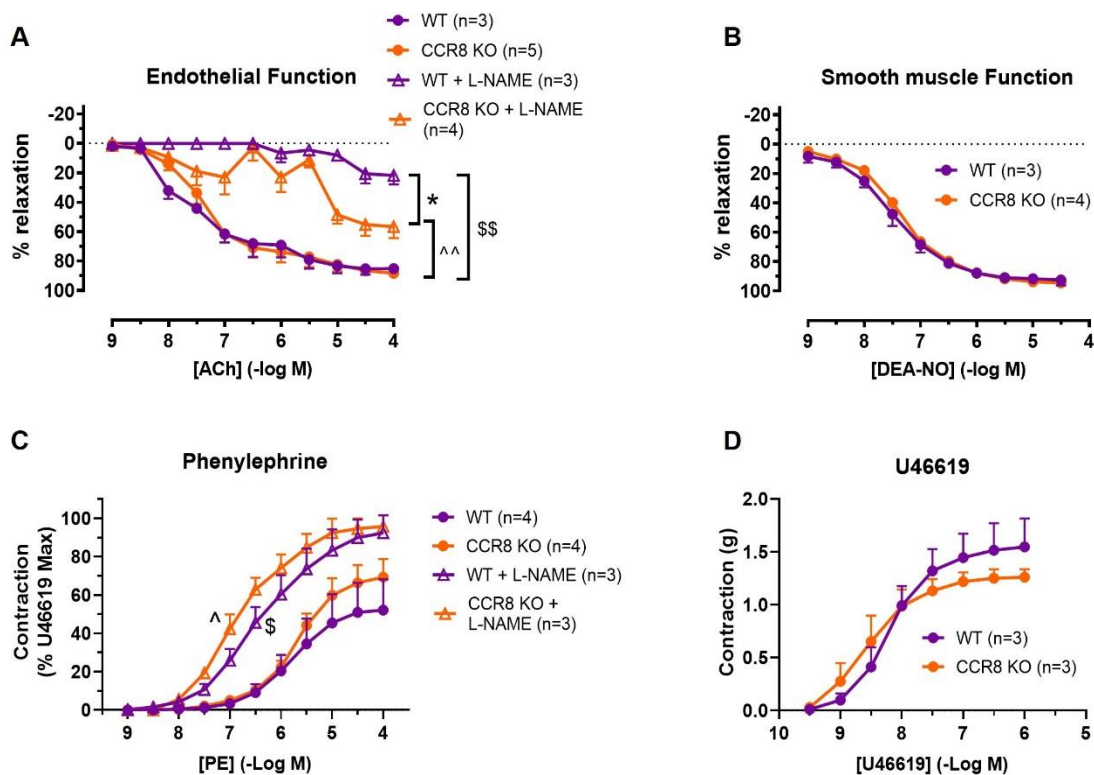 A
Endothelial Function
WT (n=3)
CCR8 KO (n=5)
WT + L-NAME (n=3)
CCR8 KO + L-NAME
(n=4)
% relaxation
-20
0
20
40
60
80
100
*
^^
$$
9 8 7 6 5 4
[ACh] (-log M)
B
Smooth muscle Function
% relaxation
-20
0
20
40
60
80
100
WT (n=3)
CCR8 KO (n=4)
9 8 7 6 5 4
[DEA-NO] (-log M)
C
Phenylephrine
Contraction
(% U46619 Max)
100
80
60
40
20
0
^
$
WT (n=4)
CCR8 KO (n=4)
WT + L-NAME (n=3)
CCR8 KO +
L-NAME (n=3)
9 8 7 6 5 4
[PE] (-Log M)
D
U46619
Contraction (g)
2.0
1.5
1.0
0.5
0.0
WT (n=3)
CCR8 KO (n=3)
10 9 8 7 6 5
[U46619] (-Log M)